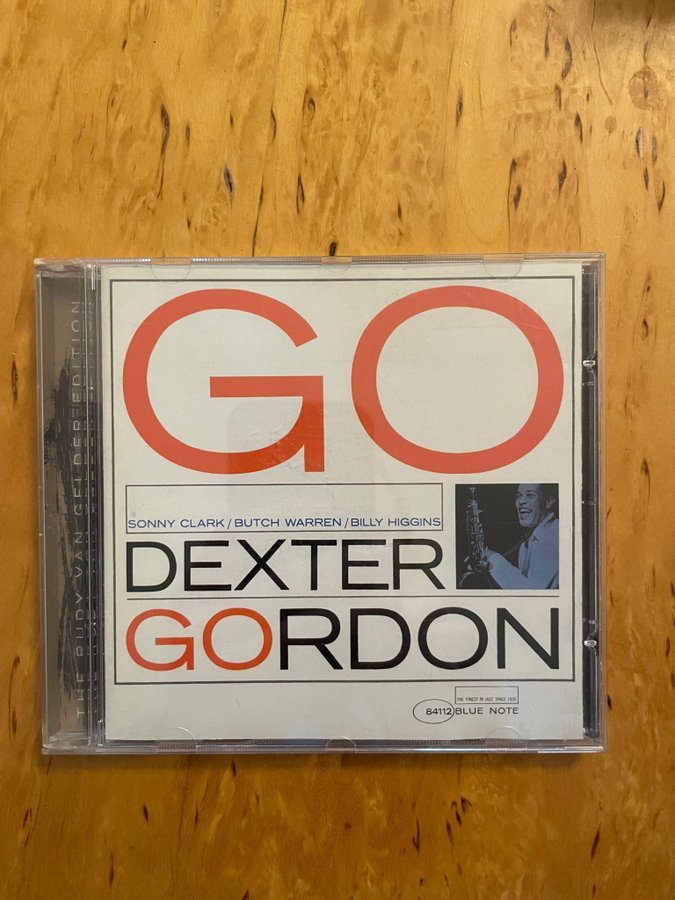 THE RUDY VAN GELDER EDITION
GO
SONNY CLARK/BUTCH WARREN/BILLY HIGGINS
DEXTER
GORDON
THE FINEST IN JAZZ SINCE 1939
84112 BLUE NOTE